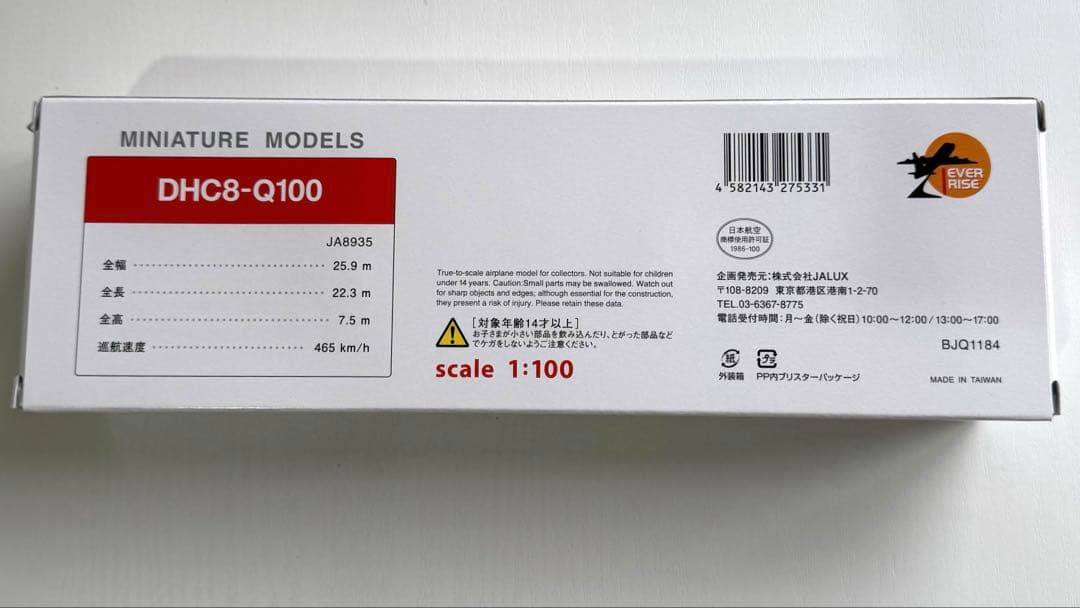 MINIATURE MODELS
DHC8-Q100
JA8935
全幅 25.9 m
全長 22.3 m
全高 7.5 m
巡航速度 465 km/h
True-to-scale airplane model for collectors. Not suitable for children
under 14 years. Caution:Small parts may be swallowed. Watch out
for sharp objects and edges; although essential for the construction,
they present a risk of injury. Please retain these data.
[対象年齢14才以上]
お子さまが小さい部品を飲み込んだり、とがった部品など
でケガをしないようご注意ください。
scale 1:100
4 582143 275331
EVER
RISE
日本航空
商標使用許可証
1986-100
企画発売元:株式会社JALUX
〒108-8209 東京都港区港南1-2-70
TEL.03-6367-8775
電話受付時間:月~金(除く祝日)10:00~12:00/13:00~17:00
BJQ1184
紙 プラ
外装箱 PP内ブリスターパッケージ
MADE IN TAIWAN